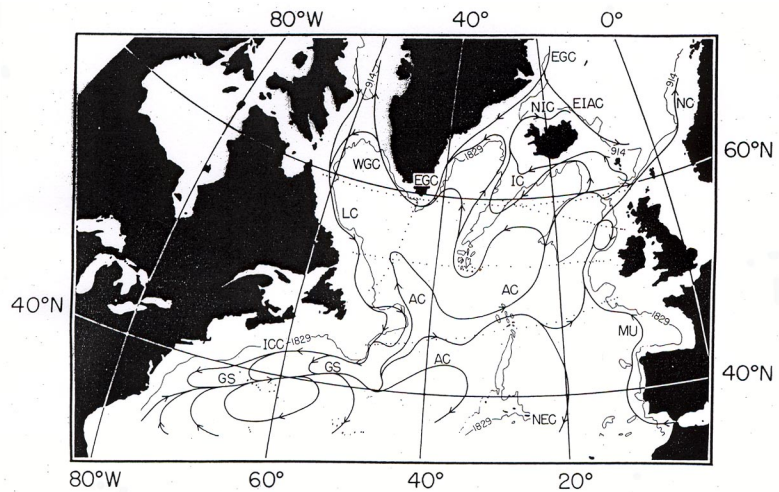 80°W 40° 0°
EGC
914
914
NIC EIAC NC
1829 914
WGC 60°N
EGC IC
LC
AC AC
40°N 1829
MU
ICC 1829
GS GS AC
40°N
1829 NEC
80°W 60° 40° 20°